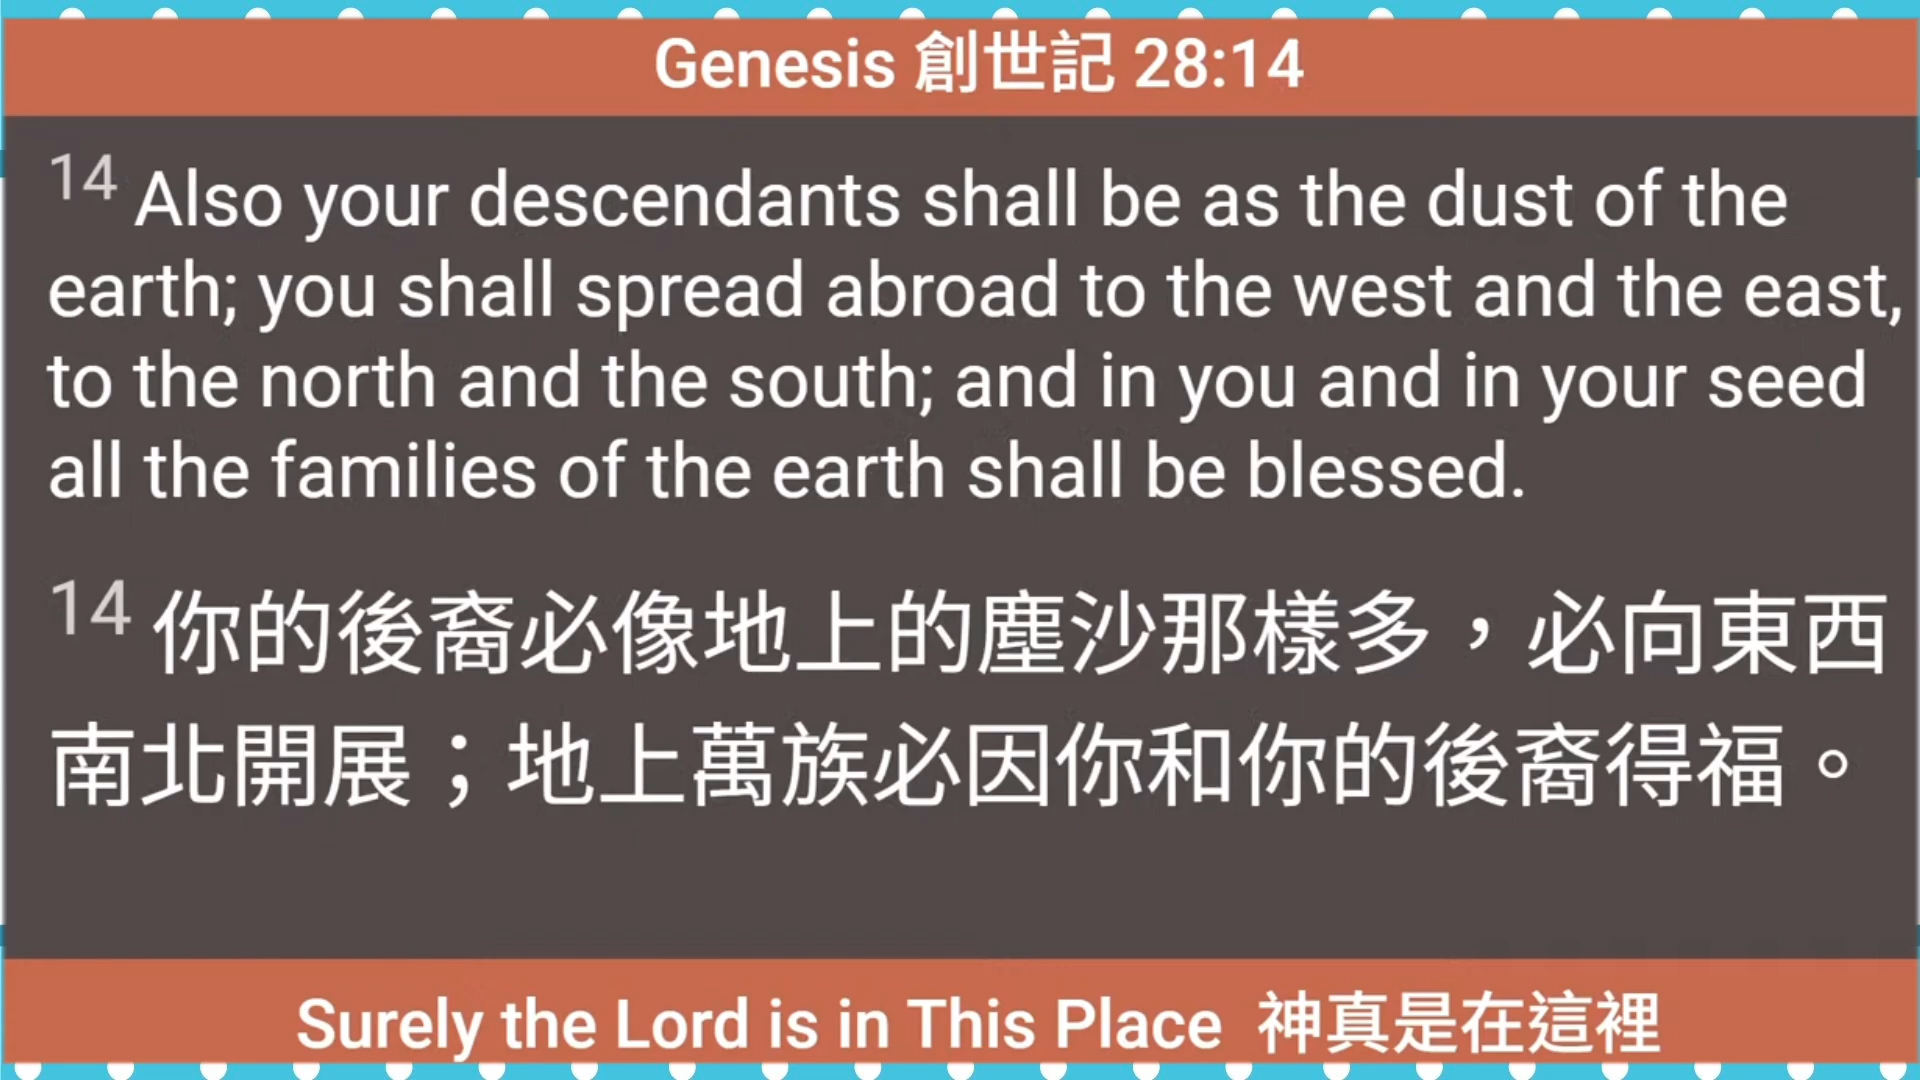 Genesis 創世記 28:14
14 Also your descendants shall be as the dust of the
earth; you shall spread abroad to the west and the east,
to the north and the south; and in you and in your seed
all the families of the earth shall be blessed.
14 你的後裔必像地上的塵沙那樣多，必向東西
南北開展；地上萬族必因你和你的後裔得福。
Surely the Lord is in This Place 神真是在這裡